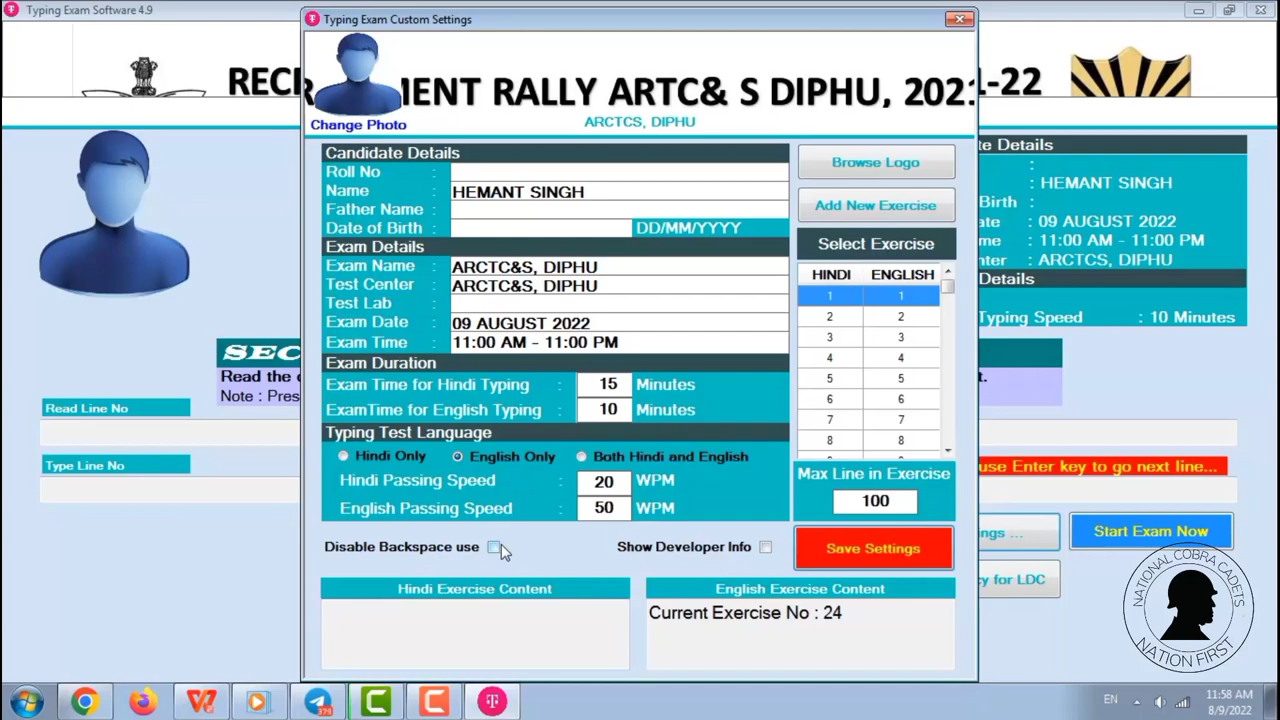 Typing Exam Software 4.9
Typing Exam Custom Settings
RECR
MENT RALLY ARTC& S DIPHU, 202
1-22
ARCTCS, DIPHU
Change Photo
Candidate Details
Roll No :
Name : HEMANT SINGH
Father Name :
Date of Birth : DD/MM/YYYY
Exam Details
Exam Name : ARCTC&S, DIPHU
Test Center : ARCTCS, DIPHU
Test Lab :
Exam Date : 09 AUGUST 2022
Exam Time : 11:00 AM - 11:00 PM
Exam Duration
Exam Time for Hindi Typing : 15 Minutes
ExamTime for English Typing : 10 Minutes
Typing Test Language
Hindi Only English Only Both Hindi and English
Hindi Passing Speed : 20 WPM
English Passing Speed : 50 WPM
Disable Backspace use
Show Developer Info
Browse Logo
Add New Exercise
Select Exercise
HINDI ENGLISH
1 1
2 2
3 3
4 4
5 5
6 6
7 7
8 8
Max Line in Exercise
100
Save Settings
Hindi Exercise Content
English Exercise Content
Current Exercise No : 24
te Details
:
: HEMANT SINGH
Birth :
ate : 09 AUGUST 2022
me : 11:00 AM - 11:00 PM
nter : ARCTCS, DIPHU
Details
Typing Speed : 10 Minutes
SEC
Read the c
Note : Pres
t.
Read Line No
Type Line No
use Enter key to go next line...
ngs ...
Start Exam Now
cy for LDC
NATIONAL COBRA CADETS
NATION FIRST
379
EN
11:58 AM
8/9/2022